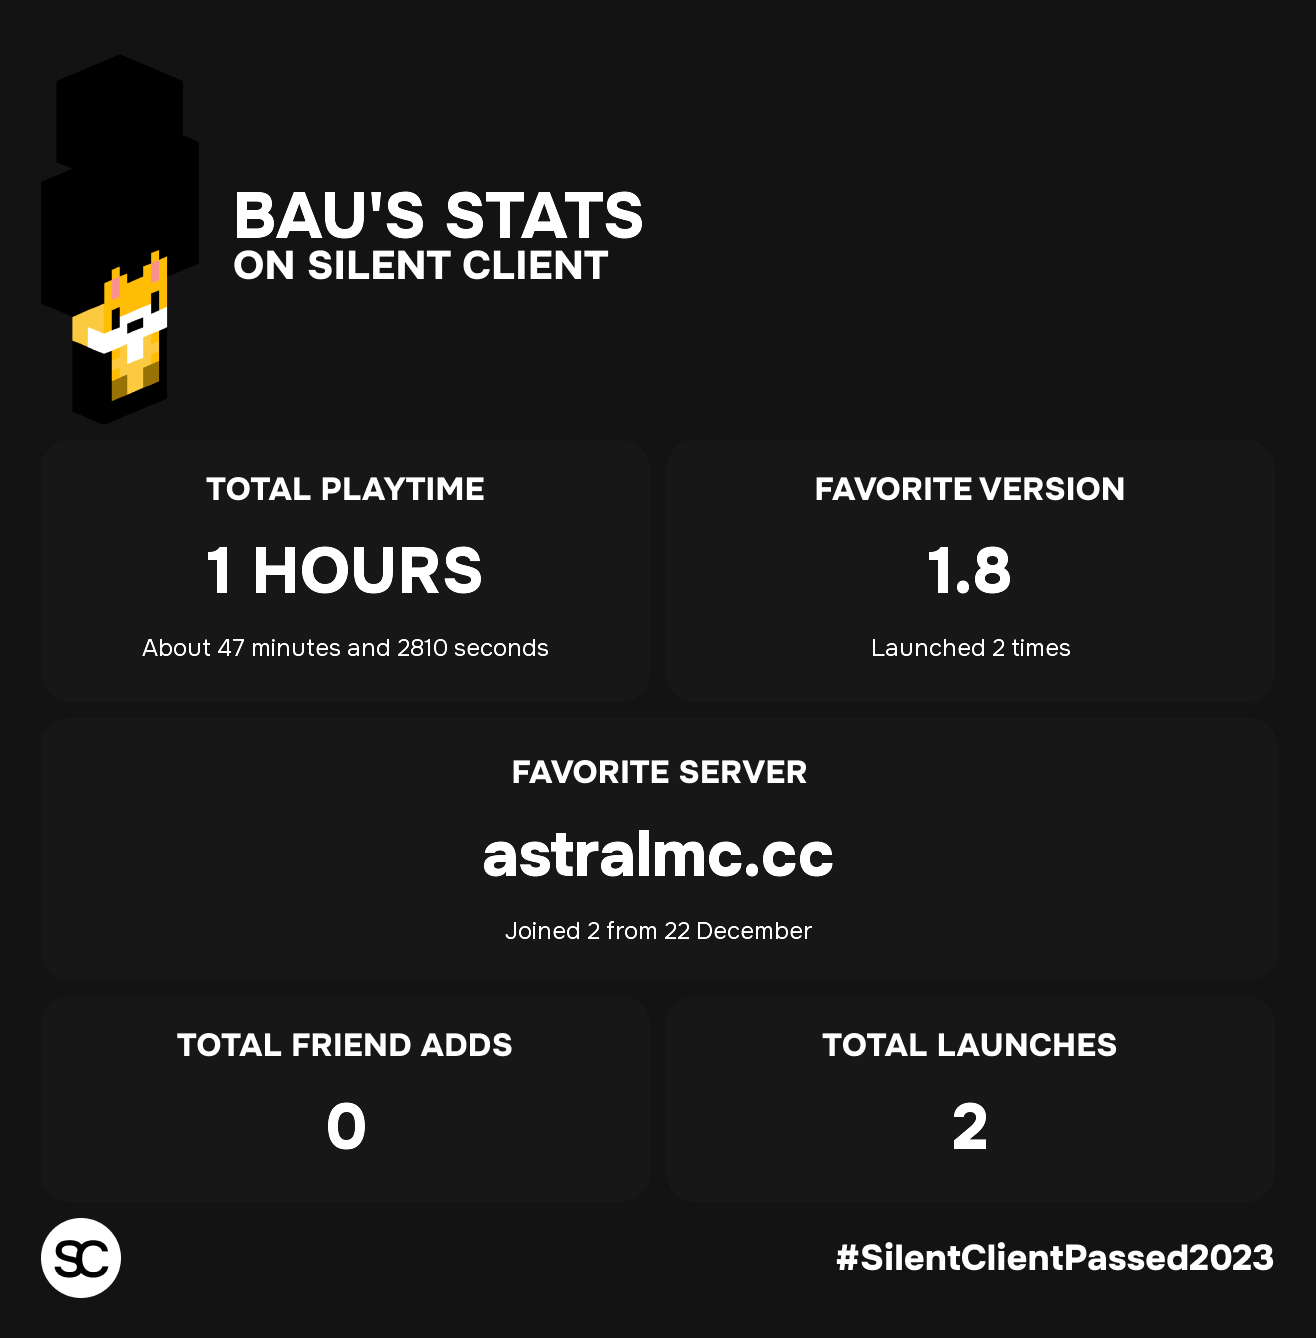 BAU'S STATS
ON SILENT CLIENT
TOTAL PLAYTIME
1 HOURS
About 47 minutes and 2810 seconds
FAVORITE VERSION
1.8
Launched 2 times
FAVORITE SERVER
astralmc.cc
Joined 2 from 22 December
TOTAL FRIEND ADDS
0
TOTAL LAUNCHES
2
SC
#SilentClientPassed2023